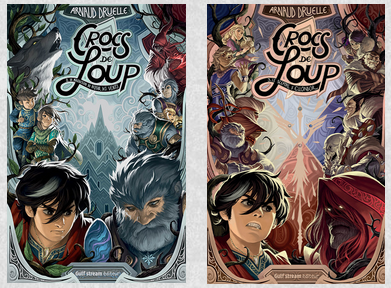 ARNAUD DRUELLE
CROCS
DE
LOUP
Gulf stream éditeur
ARNAUD DRUELLE
CROCS
DE
LOUP
Gulf stream éditeur